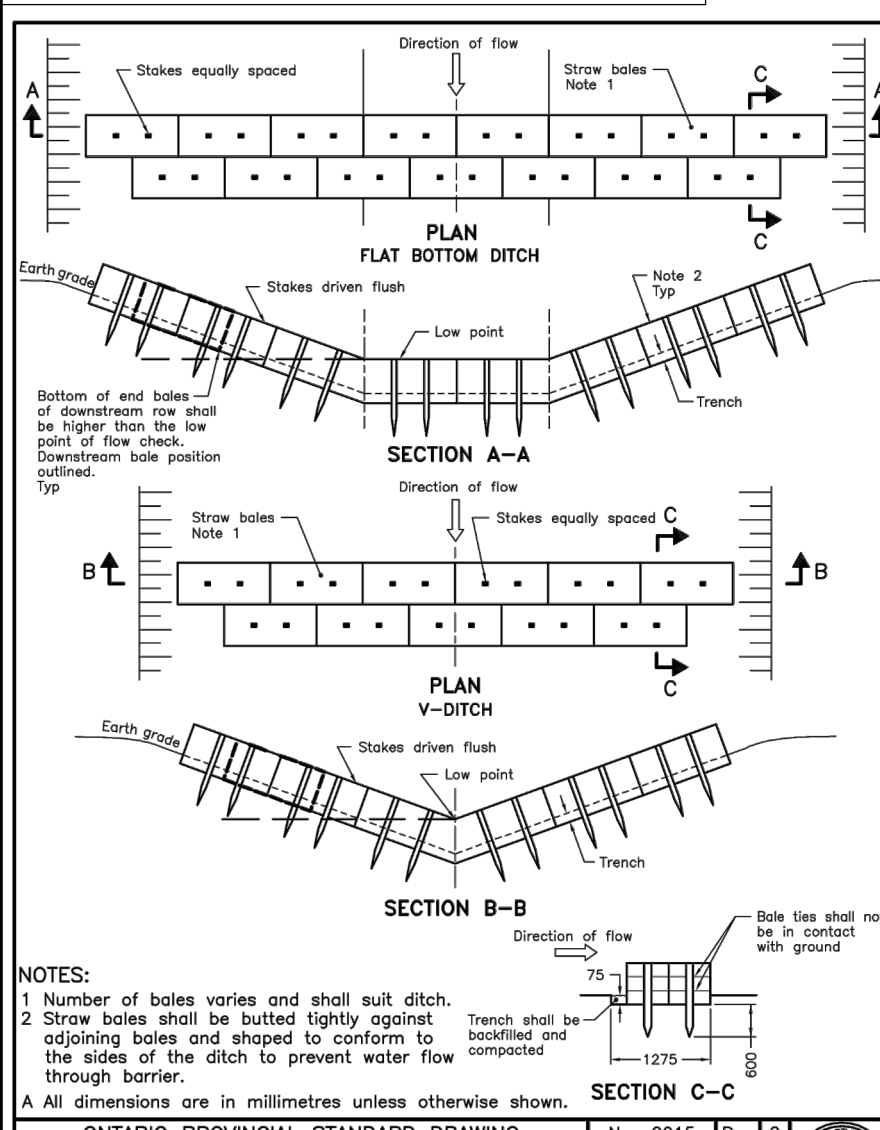 Direction of flow
Stakes equally spaced
Straw bales
Note 1
C
A
A
C
PLAN
FLAT BOTTOM DITCH
Earth grade
Stakes driven flush
Note 2
Typ
Low point
Trench
Bottom of end bales
of downstream row shall
be higher than the low
point of flow check.
Downstream bale position
outlined.
Typ
SECTION A-A
Direction of flow
Straw bales
Note 1
Stakes equally spaced
C
B
B
C
PLAN
V-DITCH
Earth grade
Stakes driven flush
Low point
Trench
SECTION B-B
Direction of flow
Bale ties shall no
be in contact
with ground
75
Trench shall be
backfilled and
compacted
1275
600
SECTION C-C
NOTES:
1 Number of bales varies and shall suit ditch.
2 Straw bales shall be butted tightly against
adjoining bales and shaped to conform to
the sides of the ditch to prevent water flow
through barrier.
A All dimensions are in millimetres unless otherwise shown.
ONTARIO PROVINCIAL STANDARD DRAWING
2015
2